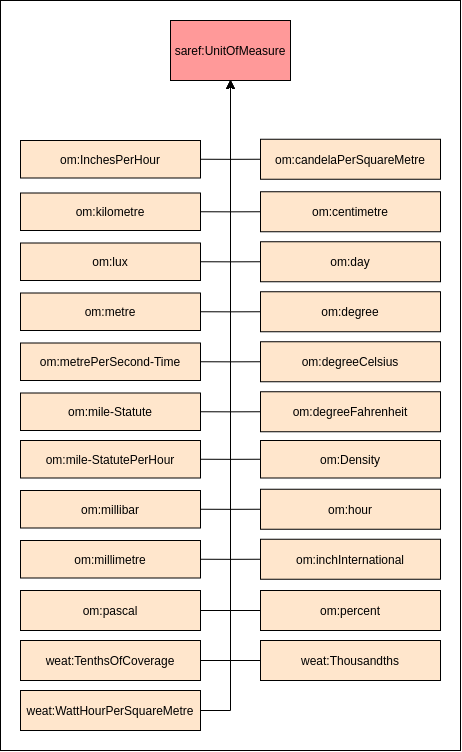 saref:UnitOfMeasure
om:InchesPerHour
om:candelaPerSquareMetre
om:kilometre
om:centimetre
om:lux
om:day
om:metre
om:degree
om:metrePerSecond-Time
om:degreeCelsius
om:mile-Statute
om:degreeFahrenheit
om:mile-StatutePerHour
om:Density
om:millibar
om:hour
om:millimetre
om:inchInternational
om:pascal
om:percent
weat:TenthsOfCoverage
weat:Thousandths
weat:WattHourPerSquareMetre